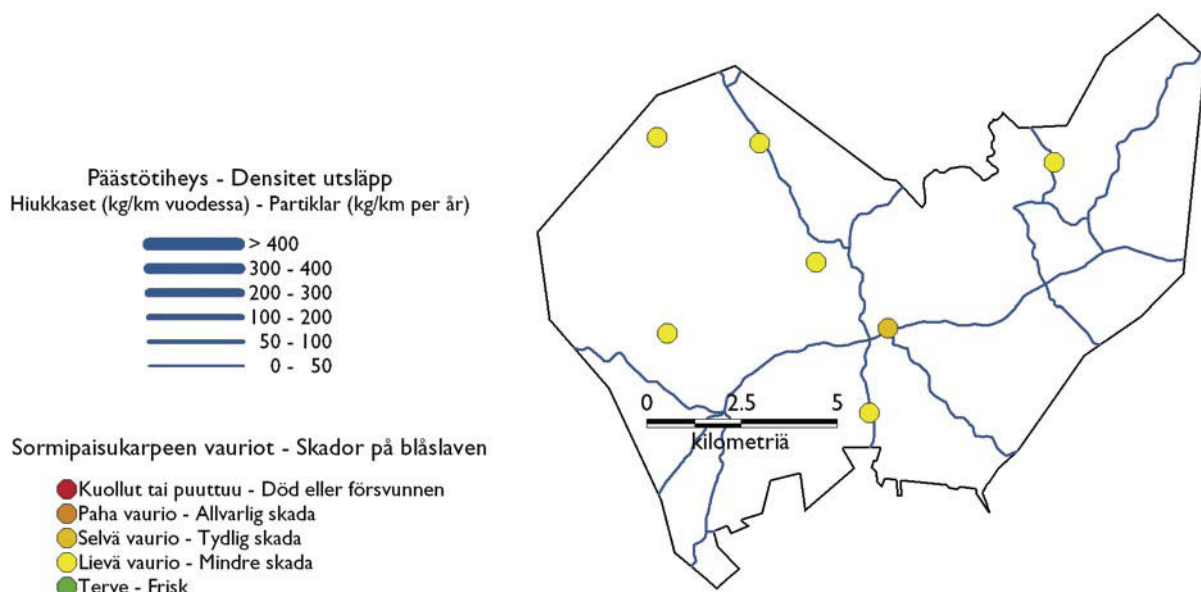 Päästötiheys - Densitet utsläpp
Hiukkaset (kg/km vuodessa) - Partiklar (kg/km per år)
> 400
300 - 400
200 - 300
100 - 200
50 - 100
0 - 50
Sormipaisukarpeen vauriot - Skador på blåslaven
Kuollut tai puuttuu - Död eller försvunnen
Paha vaurio - Allvarlig skada
Selvä vaurio - Tydlig skada
Lievä vaurio - Mindre skada
Terve - Frisk
0 2.5 5
kilometriä